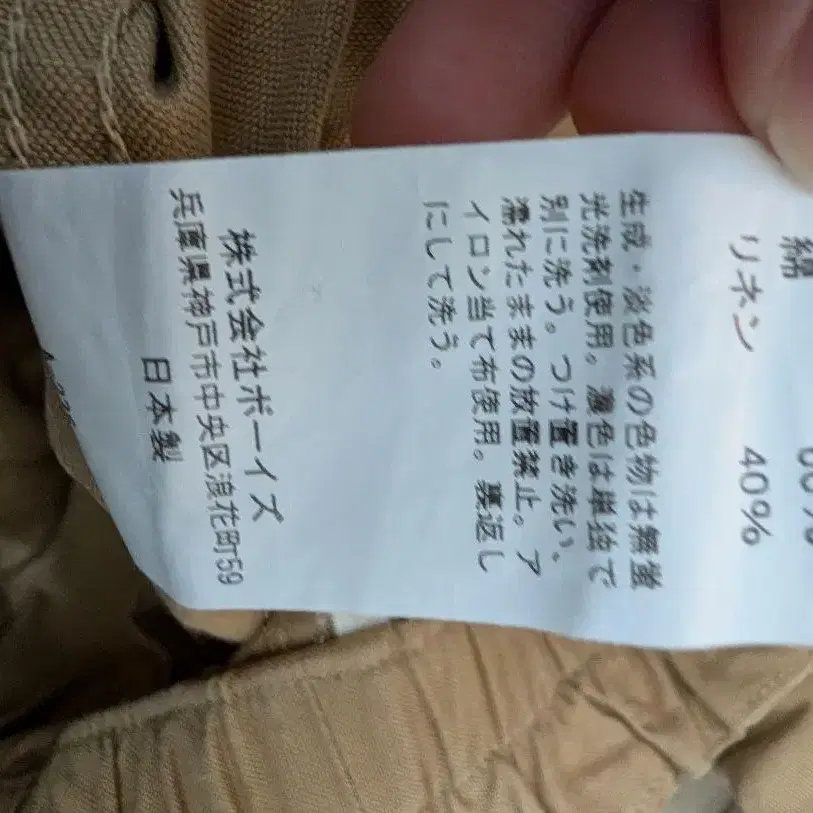 綿
リネン 40%
生成・淡色系の色物は無蛍
光洗剤使用。濃色は単独で
別に洗う。つけ置き洗い、
濡れたままの放置禁止。ア
イロン当て布使用。裏返し
にして洗う。
株式会社ボーイズ
兵庫県神戸市中央区浪花町59
日本製